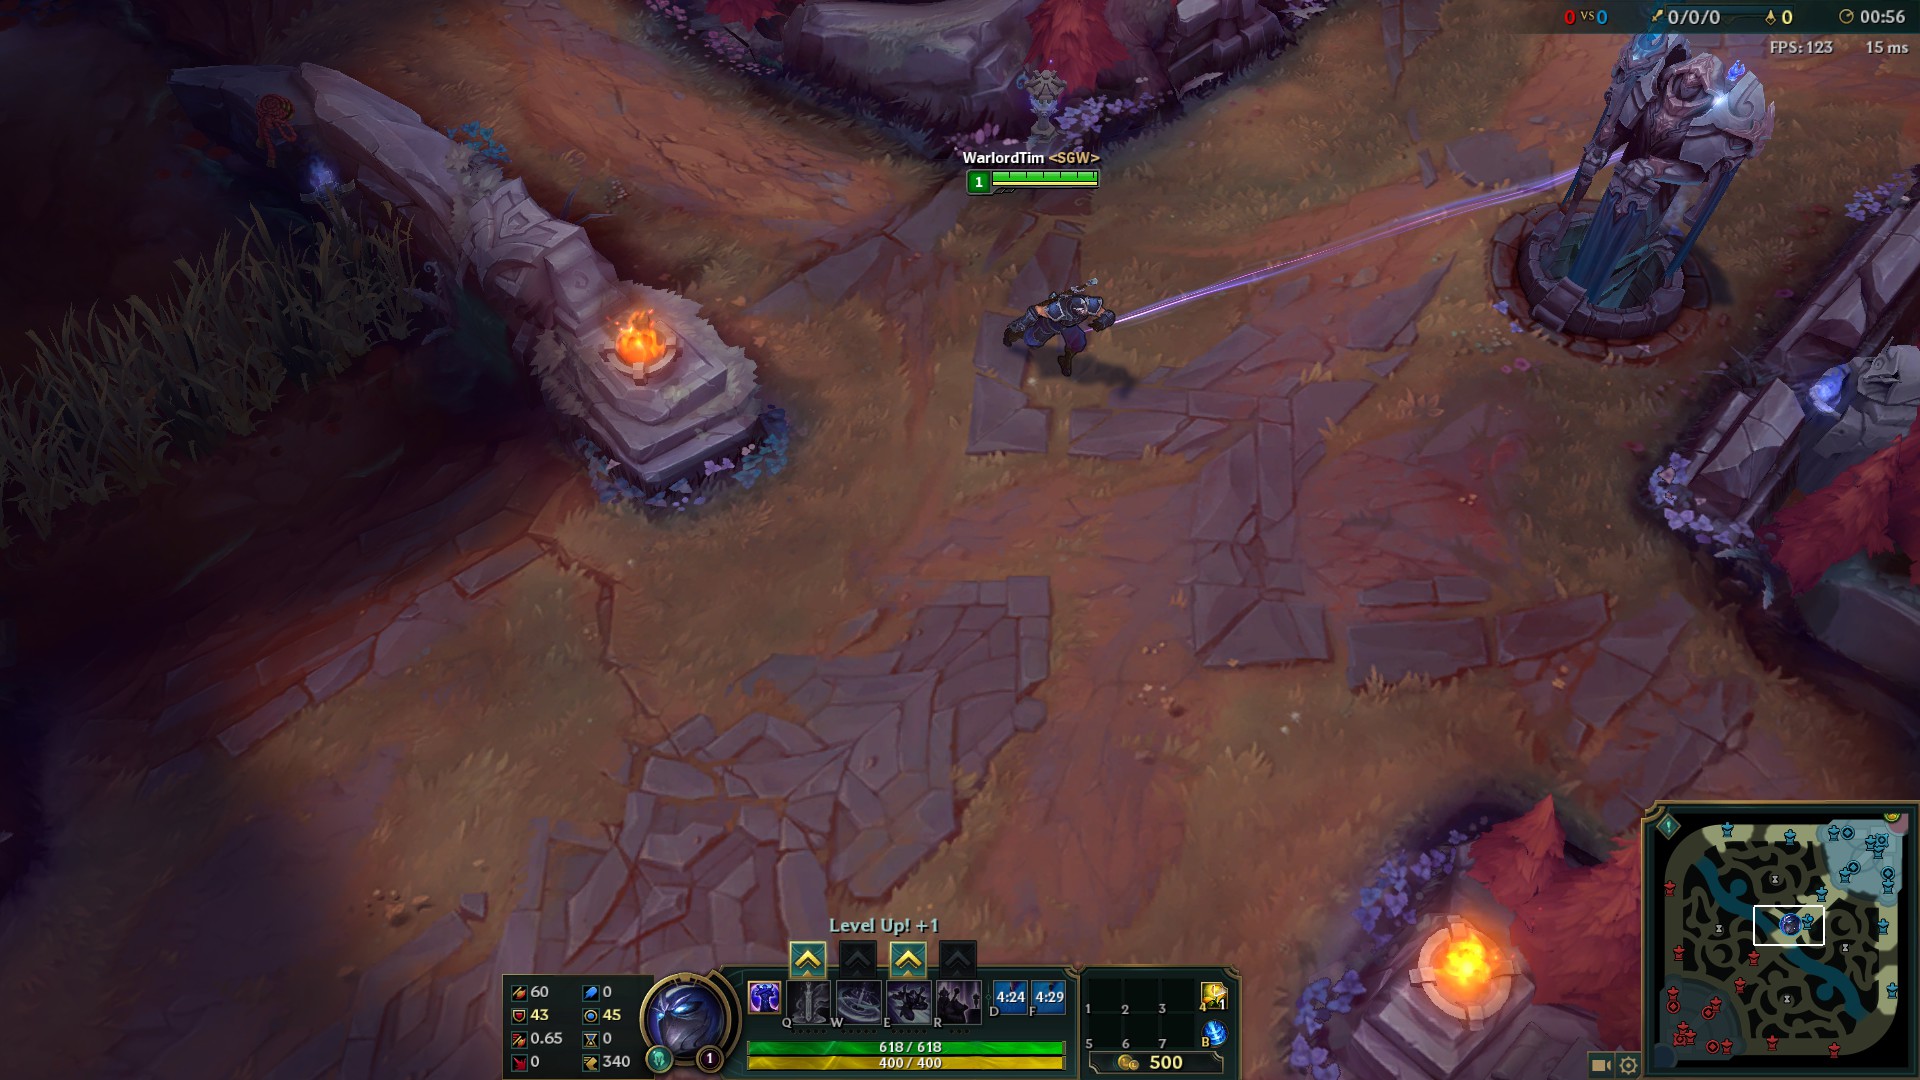 0 VS 0 0/0/0 0 00:56
FPS: 123 15 ms
WarlordTim <SGW>
1
Level Up! +1
60 0
43 45
0.65 0
0 340
1
Q W E R
4:24 4:29
D F
618 / 618
400 / 400
1 2 3 4 1
5 6 7 B
500